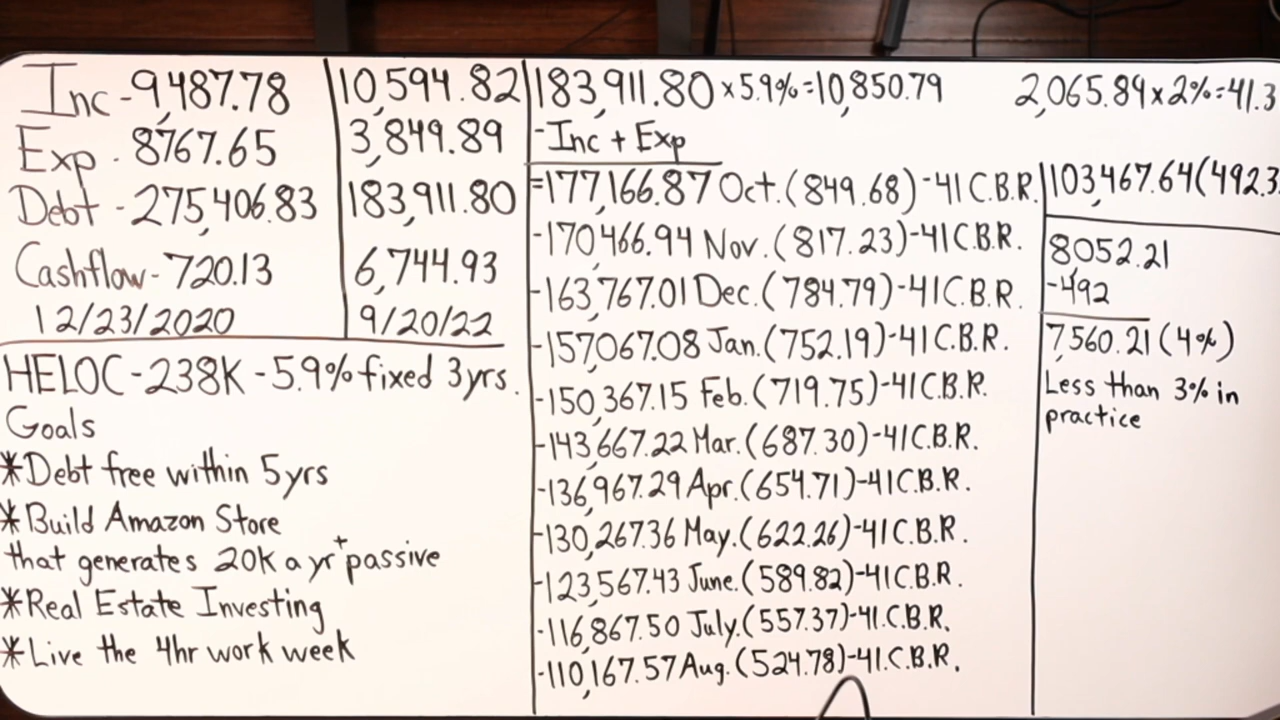 Inc - 9,487.78 10,594.82
Exp - 8767.65 3,849.89
Debt - 275,406.83 183,911.80
Cashflow - 720.13 6,744.93
12/23/2020 9/20/22
HELOC - 238K - 5.9% fixed 3yrs.
Goals
*Debt free within 5yrs
*Build Amazon Store
that generates 20K a yr+ passive
*Real Estate Investing
*Live the 4hr work week
183,911.80 x 5.9% = 10,850.79
- Inc + Exp
=177,166.87 Oct. (849.68) -41 C.B.R.
-170,466.94 Nov. (817.23) -41 C.B.R.
-163,767.01 Dec. (784.79) -41 C.B.R.
-157,067.08 Jan. (752.19) -41 C.B.R.
-150,367.15 Feb. (719.75) -41 C.B.R.
-143,667.22 Mar. (687.30) -41 C.B.R.
-136,967.29 Apr. (654.71) -41 C.B.R.
-130,267.36 May. (622.26) -41 C.B.R.
-123,567.43 June. (589.82) -41 C.B.R.
-116,867.50 July. (557.37) -41. C.B.R.
-110,167.57 Aug. (524.78) -41. C.B.R.
2,065.84 x 2% = 41.3
103,467.64 (492.3
8052.21
-492
7,560.21 (4%)
Less than 3% in
practice